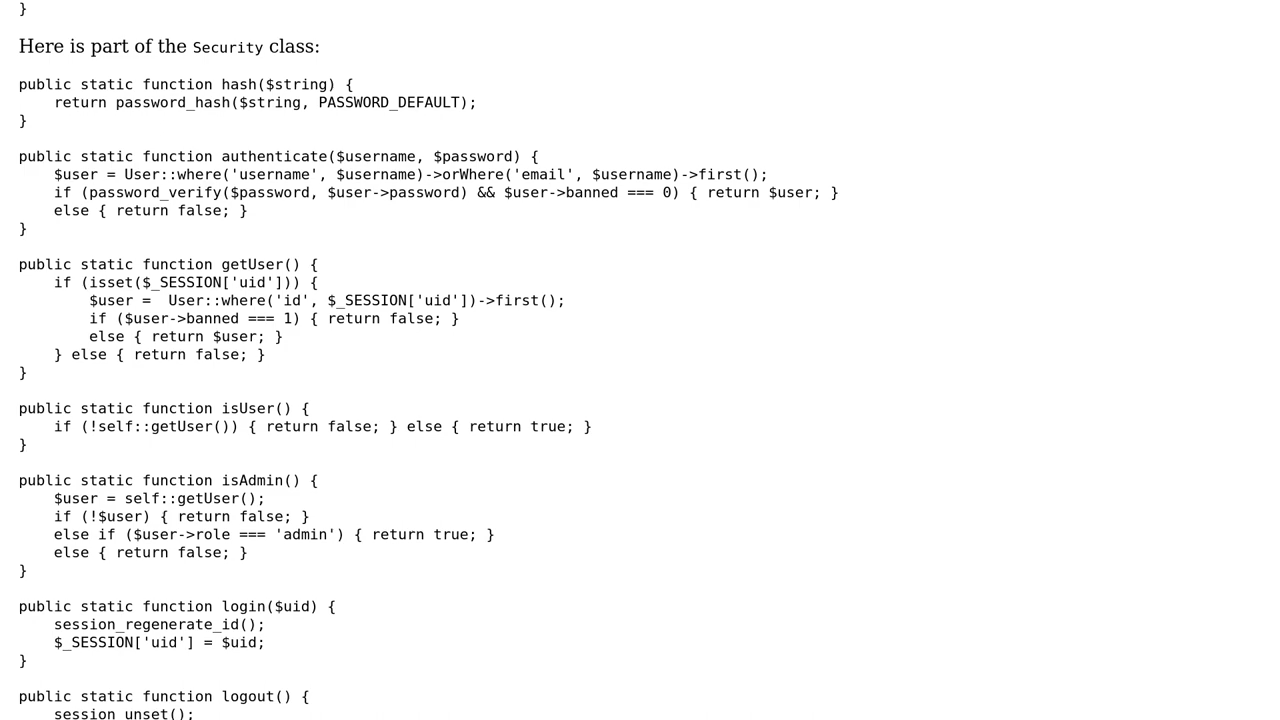 }
Here is part of the Security class:
public static function hash($string) {
    return password_hash($string, PASSWORD_DEFAULT);
}
public static function authenticate($username, $password) {
    $user = User::where('username', $username)->orWhere('email', $username)->first();
    if (password_verify($password, $user->password) && $user->banned === 0) { return $user; }
    else { return false; }
}
public static function getUser() {
    if (isset($_SESSION['uid'])) {
        $user =  User::where('id', $_SESSION['uid'])->first();
        if ($user->banned === 1) { return false; }
        else { return $user; }
    } else { return false; }
}
public static function isUser() {
    if (!self::getUser()) { return false; } else { return true; }
}
public static function isAdmin() {
    $user = self::getUser();
    if (!$user) { return false; }
    else if ($user->role === 'admin') { return true; }
    else { return false; }
}
public static function login($uid) {
    session_regenerate_id();
    $_SESSION['uid'] = $uid;
}
public static function logout() {
    session_unset();